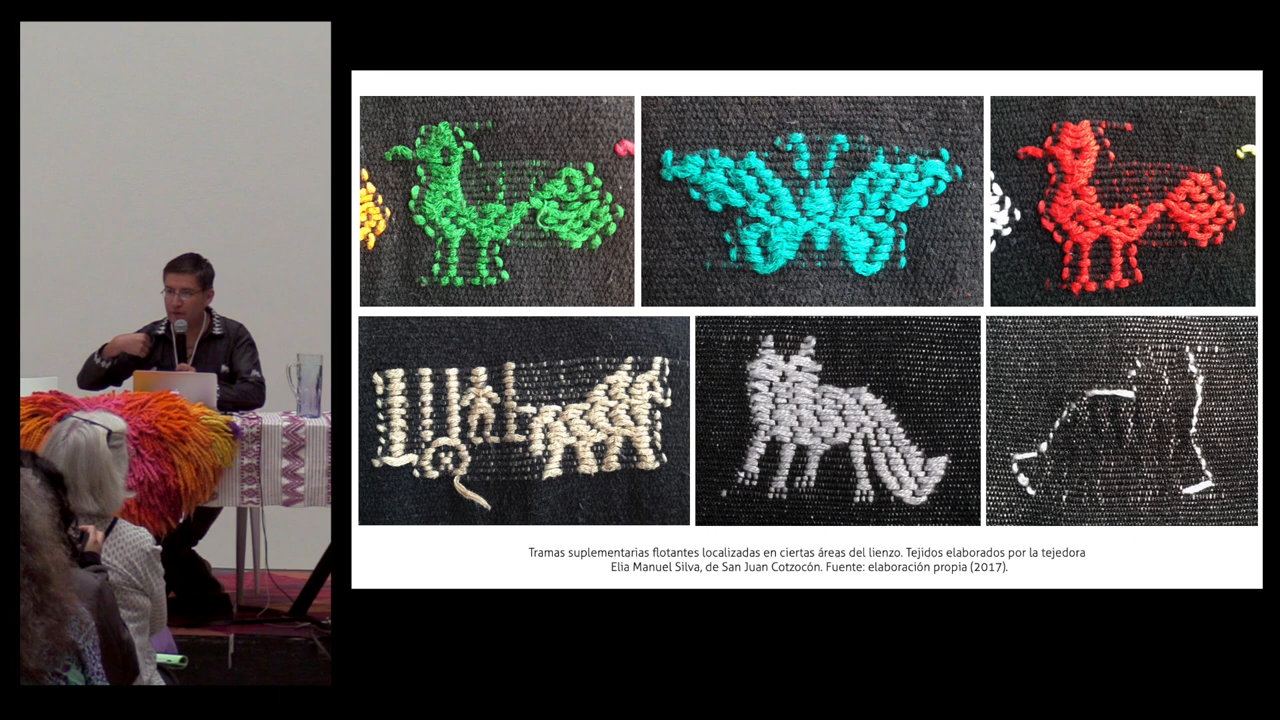 Tramas suplementarias flotantes localizadas en ciertas áreas del lienzo. Tejidos elaborados por la tejedora
Elia Manuel Silva, de San Juan Cotzocón. Fuente: elaboración propia (2017).